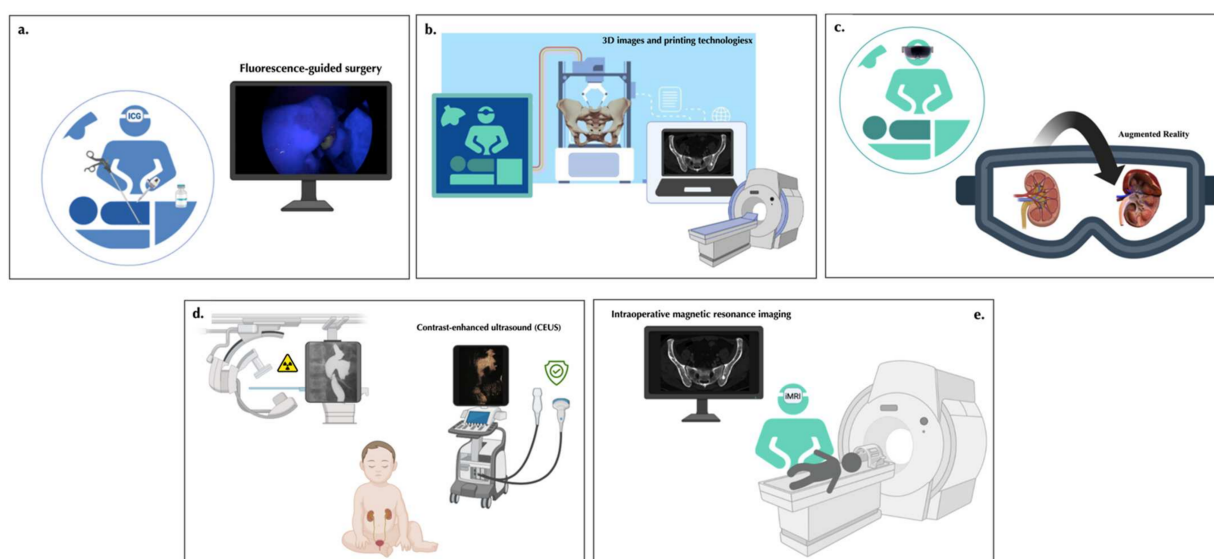 a.
Fluorescence-guided surgery
ICG
b.
3D images and printing technologiesx
c.
Augmented Reality
d.
Contrast-enhanced ultrasound (CEUS)
Intraoperative magnetic resonance imaging
e.
iMRI